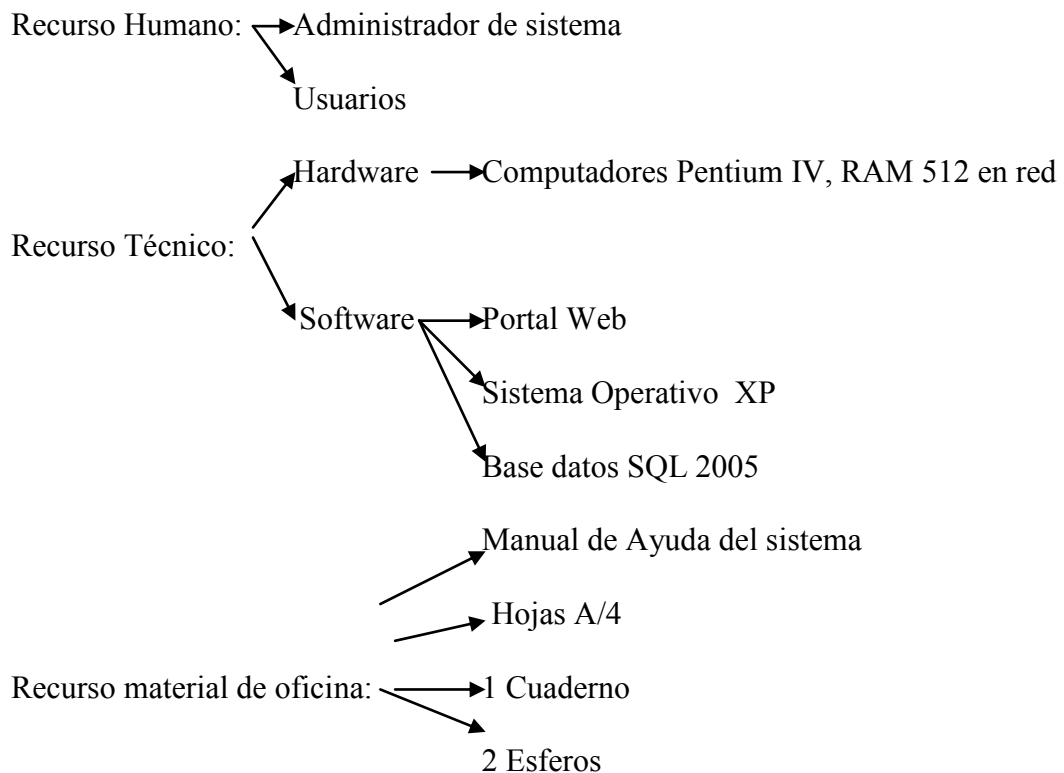 Recurso Humano: Administrador de sistema
Usuarios
Hardware Computadores Pentium IV, RAM 512 en red
Recurso Técnico:
Software Portal Web
Sistema Operativo XP
Base datos SQL 2005
Manual de Ayuda del sistema
Hojas A/4
Recurso material de oficina: 1 Cuaderno
2 Esferos